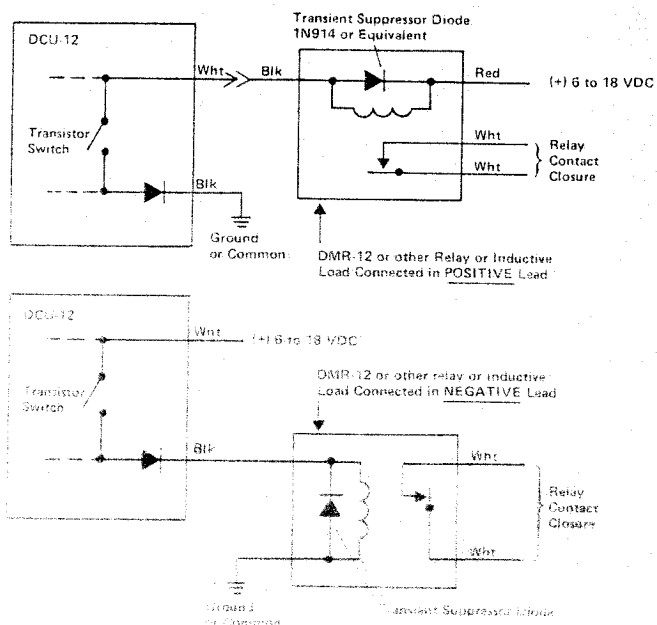 Transient Suppressor Diode
1N914 or Equivalent
DCU-12
Wht
Blk
Red
(+) 6 to 18 VDC
Transistor
Switch
Wht
Wht
Relay
Contact
Closure
Blk
Ground
or Common
DMR-12 or other Relay or Inductive
Load Connected in POSITIVE Lead
DCU-12
Wht
(+) 6 to 18 VDC
DMR-12 or other relay or inductive
Load Connected in NEGATIVE Lead
Transistor
Switch
Blk
Wht
Relay
Contact
Closure
Wht
Ground
or Common
Transient Suppressor Diode